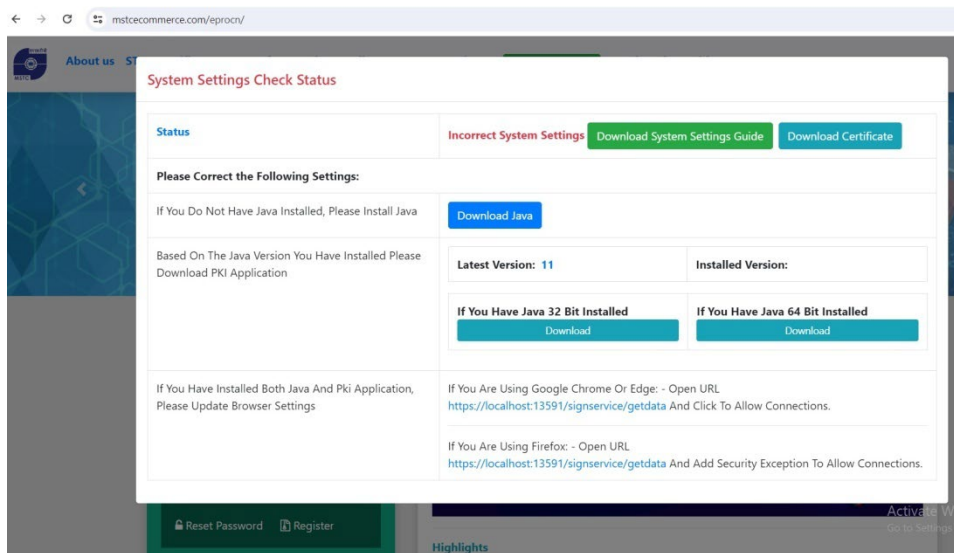 mstcecommerce.com/eprocn/
About us
System Settings Check Status
Status
Incorrect System Settings Download System Settings Guide Download Certificate
Please Correct the Following Settings:
If You Do Not Have Java Installed, Please Install Java
Download Java
Based On The Java Version You Have Installed Please
Download PKI Application
Latest Version: 11 Installed Version:
If You Have Java 32 Bit Installed If You Have Java 64 Bit Installed
Download Download
If You Have Installed Both Java And Pki Application,
Please Update Browser Settings
If You Are Using Google Chrome Or Edge: - Open URL
https://localhost:13591/signservice/getdata And Click To Allow Connections.
If You Are Using Firefox: - Open URL
https://localhost:13591/signservice/getdata And Add Security Exception To Allow Connections.
Reset Password Register
Activate W
Go to Settings
Highlights